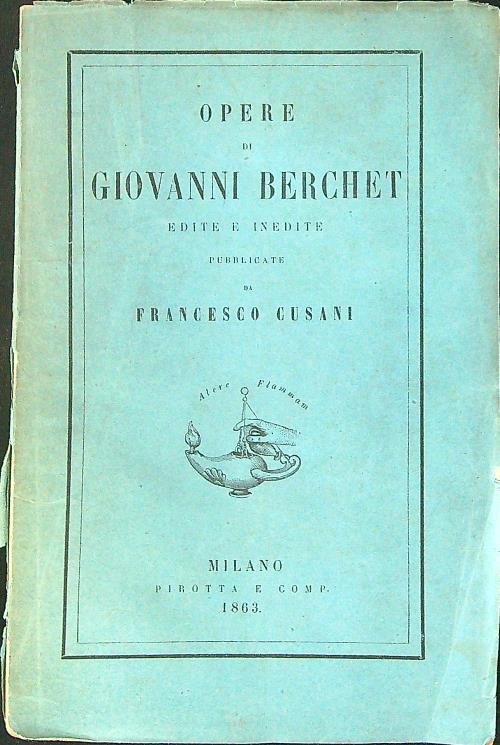 OPERE
DI
GIOVANNI BERCHET
EDITE E INEDITE
PUBBLICATE
DA
FRANCESCO CUSANI
Alere Flammam
MILANO
PIROTTA E COMP.
1863.